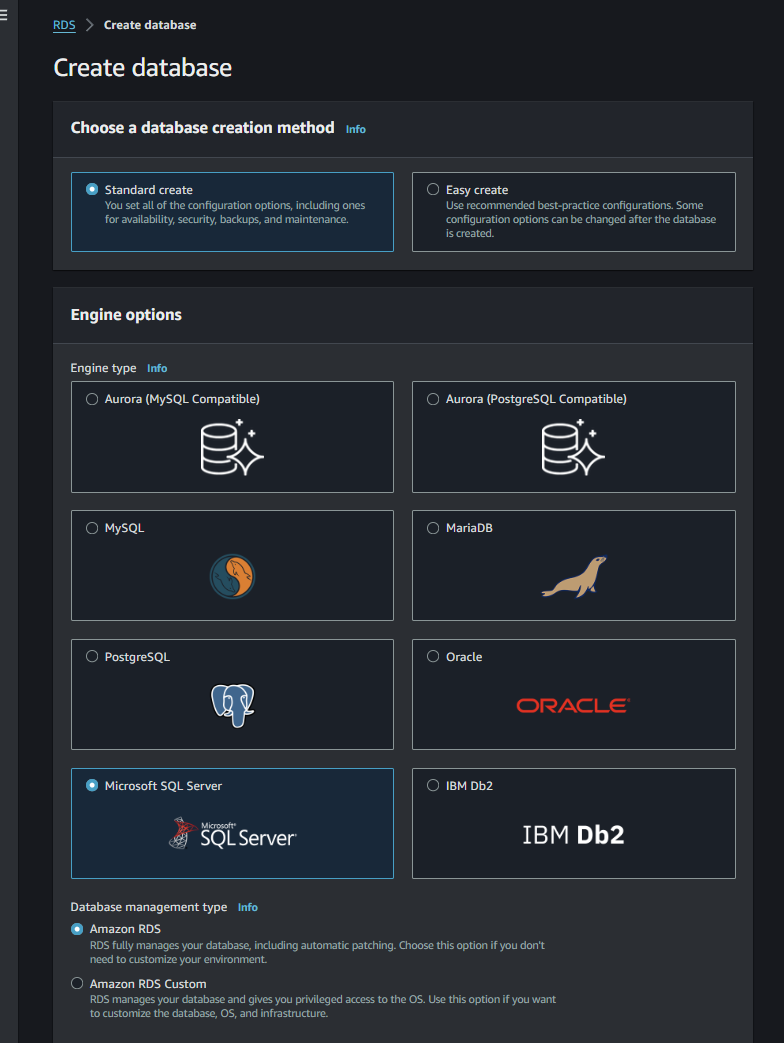 RDS > Create database
Create database
Choose a database creation method Info
Standard create
You set all of the configuration options, including ones
for availability, security, backups, and maintenance.
Easy create
Use recommended best-practice configurations. Some
configuration options can be changed after the database
is created.
Engine options
Engine type Info
Aurora (MySQL Compatible)
Aurora (PostgreSQL Compatible)
MySQL
MariaDB
PostgreSQL
Oracle
ORACLE
Microsoft SQL Server
Microsoft®
SQL Server®
IBM Db2
IBM Db2
Database management type Info
Amazon RDS
RDS fully manages your database, including automatic patching. Choose this option if you don't
need to customize your environment.
Amazon RDS Custom
RDS manages your database and gives you privileged access to the OS. Use this option if you want
to customize the database, OS, and infrastructure.